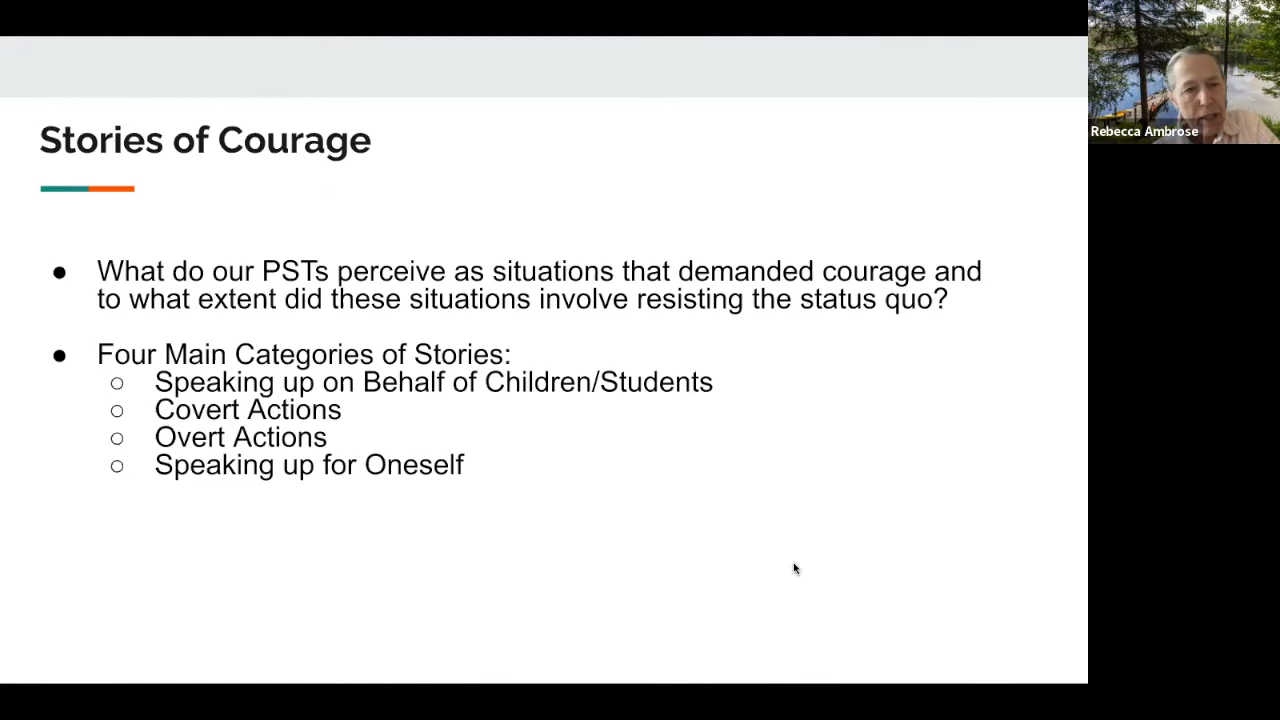 Stories of Courage
● What do our PSTs perceive as situations that demanded courage and
to what extent did these situations involve resisting the status quo?
● Four Main Categories of Stories:
○ Speaking up on Behalf of Children/Students
○ Covert Actions
○ Overt Actions
○ Speaking up for Oneself
Rebecca Ambrose